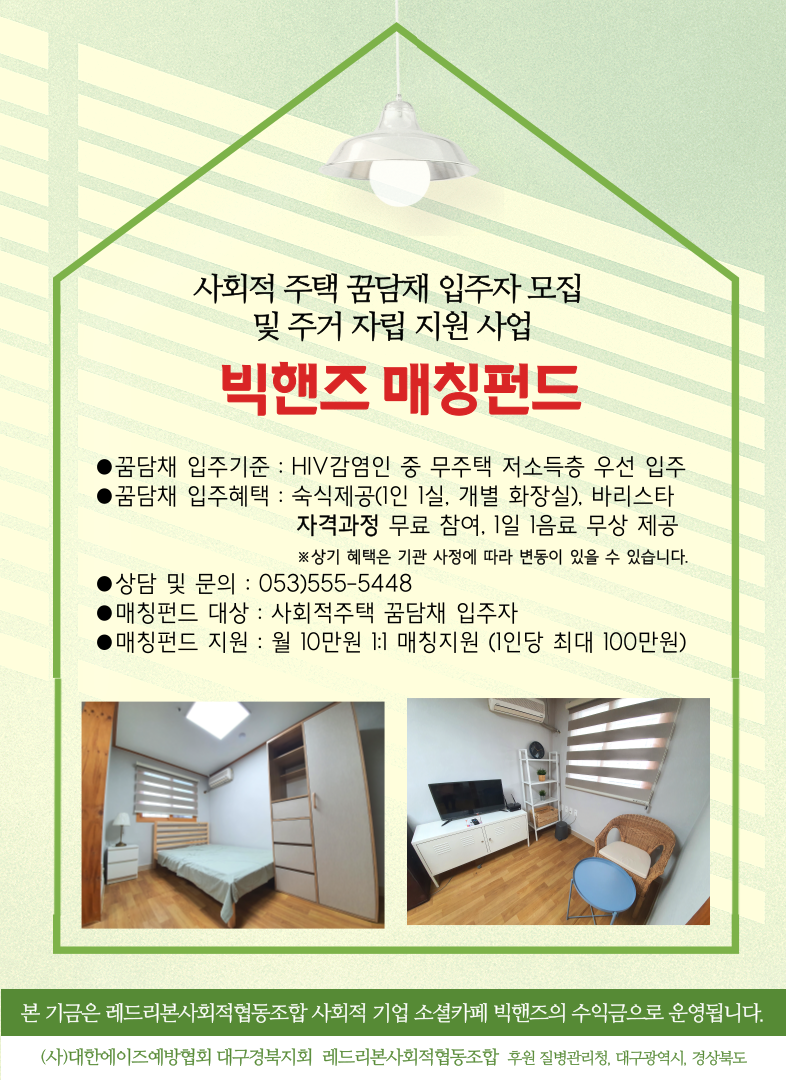 사회적 주택 꿈담채 입주자 모집
및 주거 자립 지원 사업
빅핸즈 매칭펀드
●꿈담채 입주기준 : HIV감염인 중 무주택 저소득층 우선 입주
●꿈담채 입주혜택 : 숙식제공(1인 1실, 개별 화장실), 바리스타
자격과정 무료 참여, 1일 1음료 무상 제공
※상기 혜택은 기관 사정에 따라 변동이 있을 수 있습니다.
●상담 및 문의 : 053)555-5448
●매칭펀드 대상 : 사회적주택 꿈담채 입주자
●매칭펀드 지원 : 월 10만원 1:1 매칭지원 (1인당 최대 100만원)
본 기금은 레드리본사회적협동조합 사회적 기업 소셜카페 빅핸즈의 수익금으로 운영됩니다.
(사)대한에이즈예방협회 대구경북지회 레드리본사회적협동조합 후원 질병관리청, 대구광역시, 경상북도